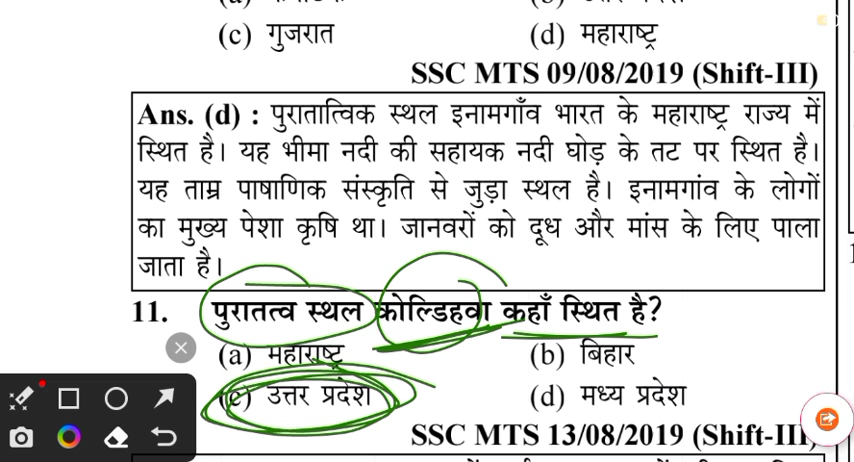 (c) गुजरात (d) महाराष्ट्र
SSC MTS 09/08/2019 (Shift-III)
Ans. (d) : पुरातात्विक स्थल इनामगाँव भारत के महाराष्ट्र राज्य में
स्थित है। यह भीमा नदी की सहायक नदी घोड़ के तट पर स्थित है।
यह ताम्र पाषाणिक संस्कृति से जुड़ा स्थल है। इनामगांव के लोगों
का मुख्य पेशा कृषि था। जानवरों को दूध और मांस के लिए पाला
जाता है।
11. पुरातत्व स्थल कोल्डिहवा कहाँ स्थित है?
(a) महाराष्ट्र (b) बिहार
(c) उत्तर प्रदेश (d) मध्य प्रदेश
SSC MTS 13/08/2019 (Shift-III)